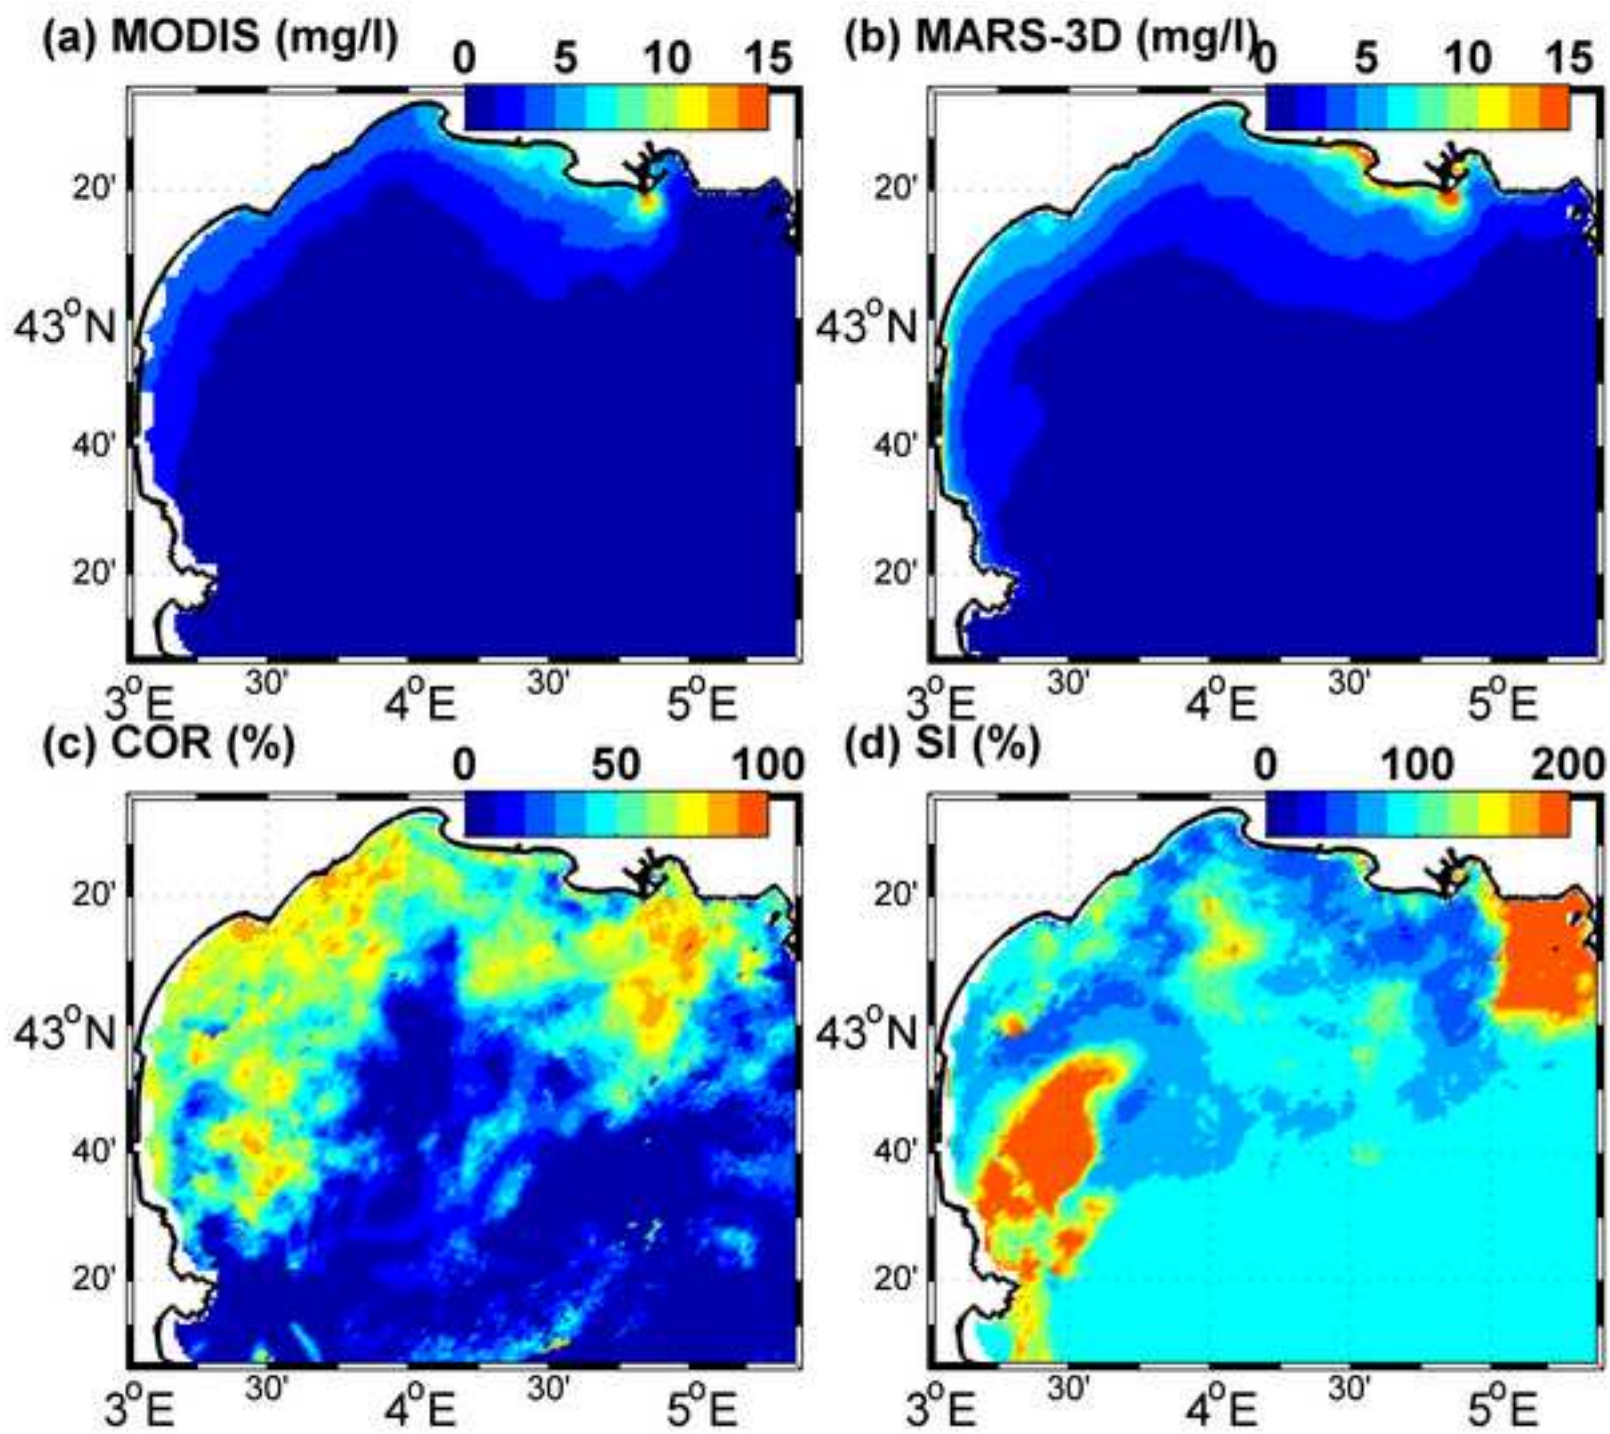 (a) MODIS (mg/l) 0 5 10 15
20'
43°N
40'
20'
3°E 30' 4°E 30' 5°E
(b) MARS-3D (mg/l) 0 5 10 15
20'
43°N
40'
20'
3°E 30' 4°E 30' 5°E
(c) COR (%) 0 50 100
20'
43°N
40'
20'
3°E 30' 4°E 30' 5°E
(d) SI (%) 0 100 200
20'
43°N
40'
20'
3°E 30' 4°E 30' 5°E